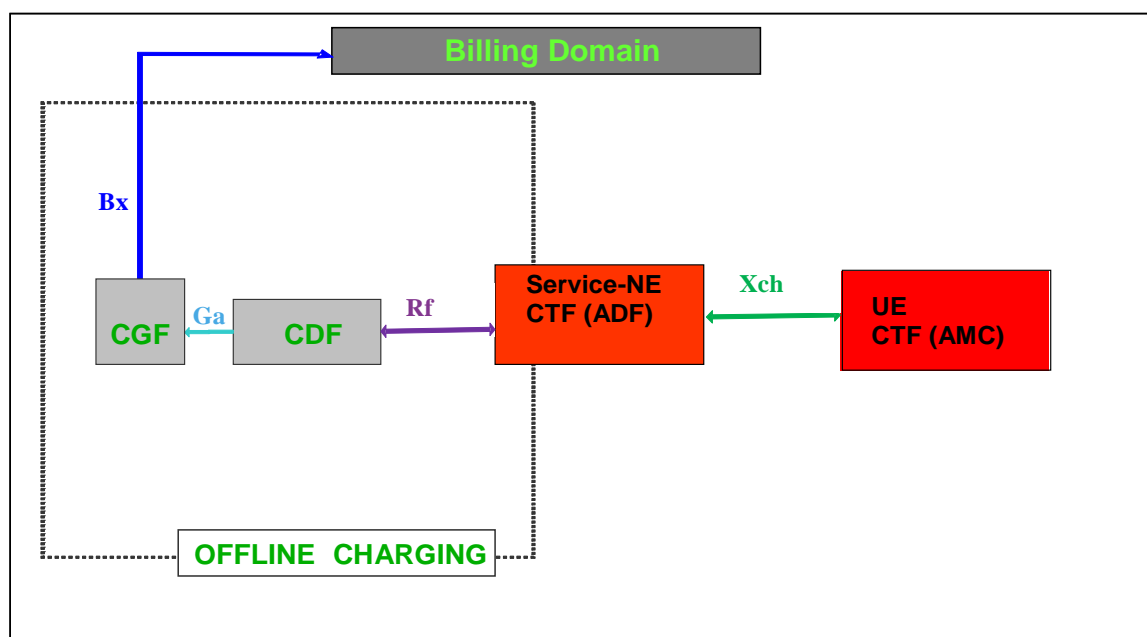 Billing Domain
Bx
Service-NE
CTF (ADF)
Xch
UE
CTF (AMC)
Ga
Rf
CGF
CDF
OFFLINE CHARGING